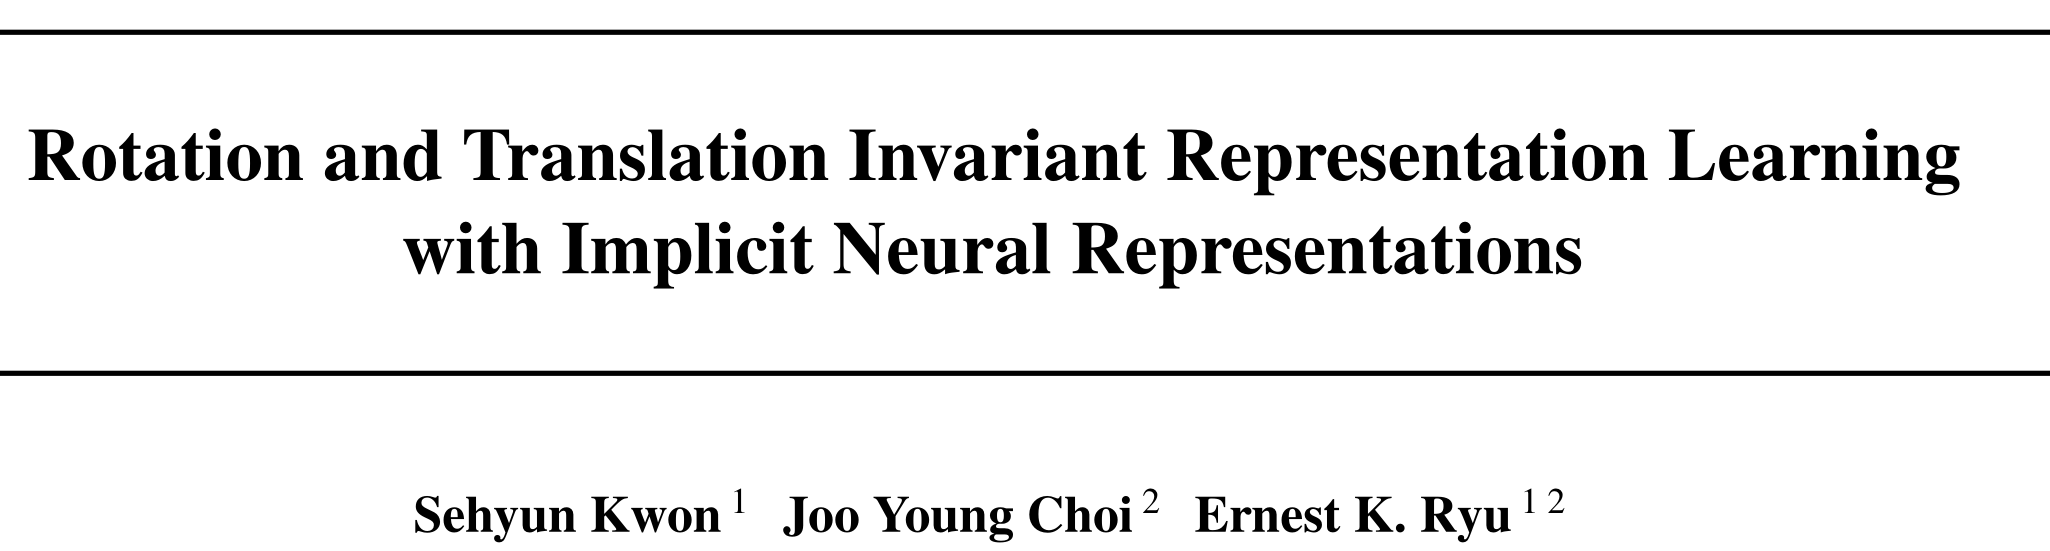 Rotation and Translation Invariant Representation Learning
with Implicit Neural Representations
Sehyun Kwon 1 Joo Young Choi 2 Ernest K. Ryu 1 2